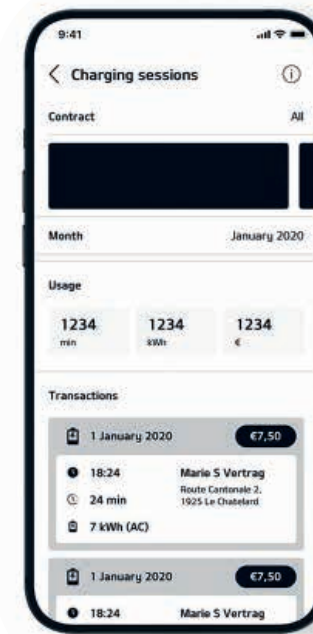 9:41
Charging sessions
Contract All
Month January 2020
Usage
1234 1234 1234
min kWh €
Transactions
1 January 2020 €7,50
18:24 Marie S Vertrag
24 min Route Cantonale 2,
1925 Le Chatelard
7 kWh (AC)
1 January 2020 €7,50
18:24 Marie S Vertrag